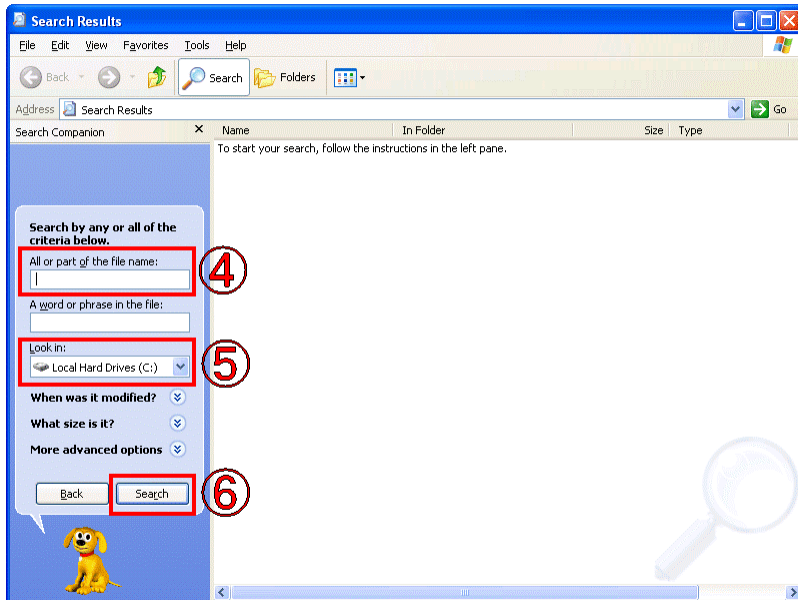 Search Results
File Edit View Favorites Tools Help
Back Search Folders
Address Search Results Go
Search Companion Name In Folder Size Type
To start your search, follow the instructions in the left pane.
Search by any or all of the
criteria below.
All or part of the file name:
④
A word or phrase in the file:
Look in:
Local Hard Drives (C:)
⑤
When was it modified?
What size is it?
More advanced options
Back Search
⑥